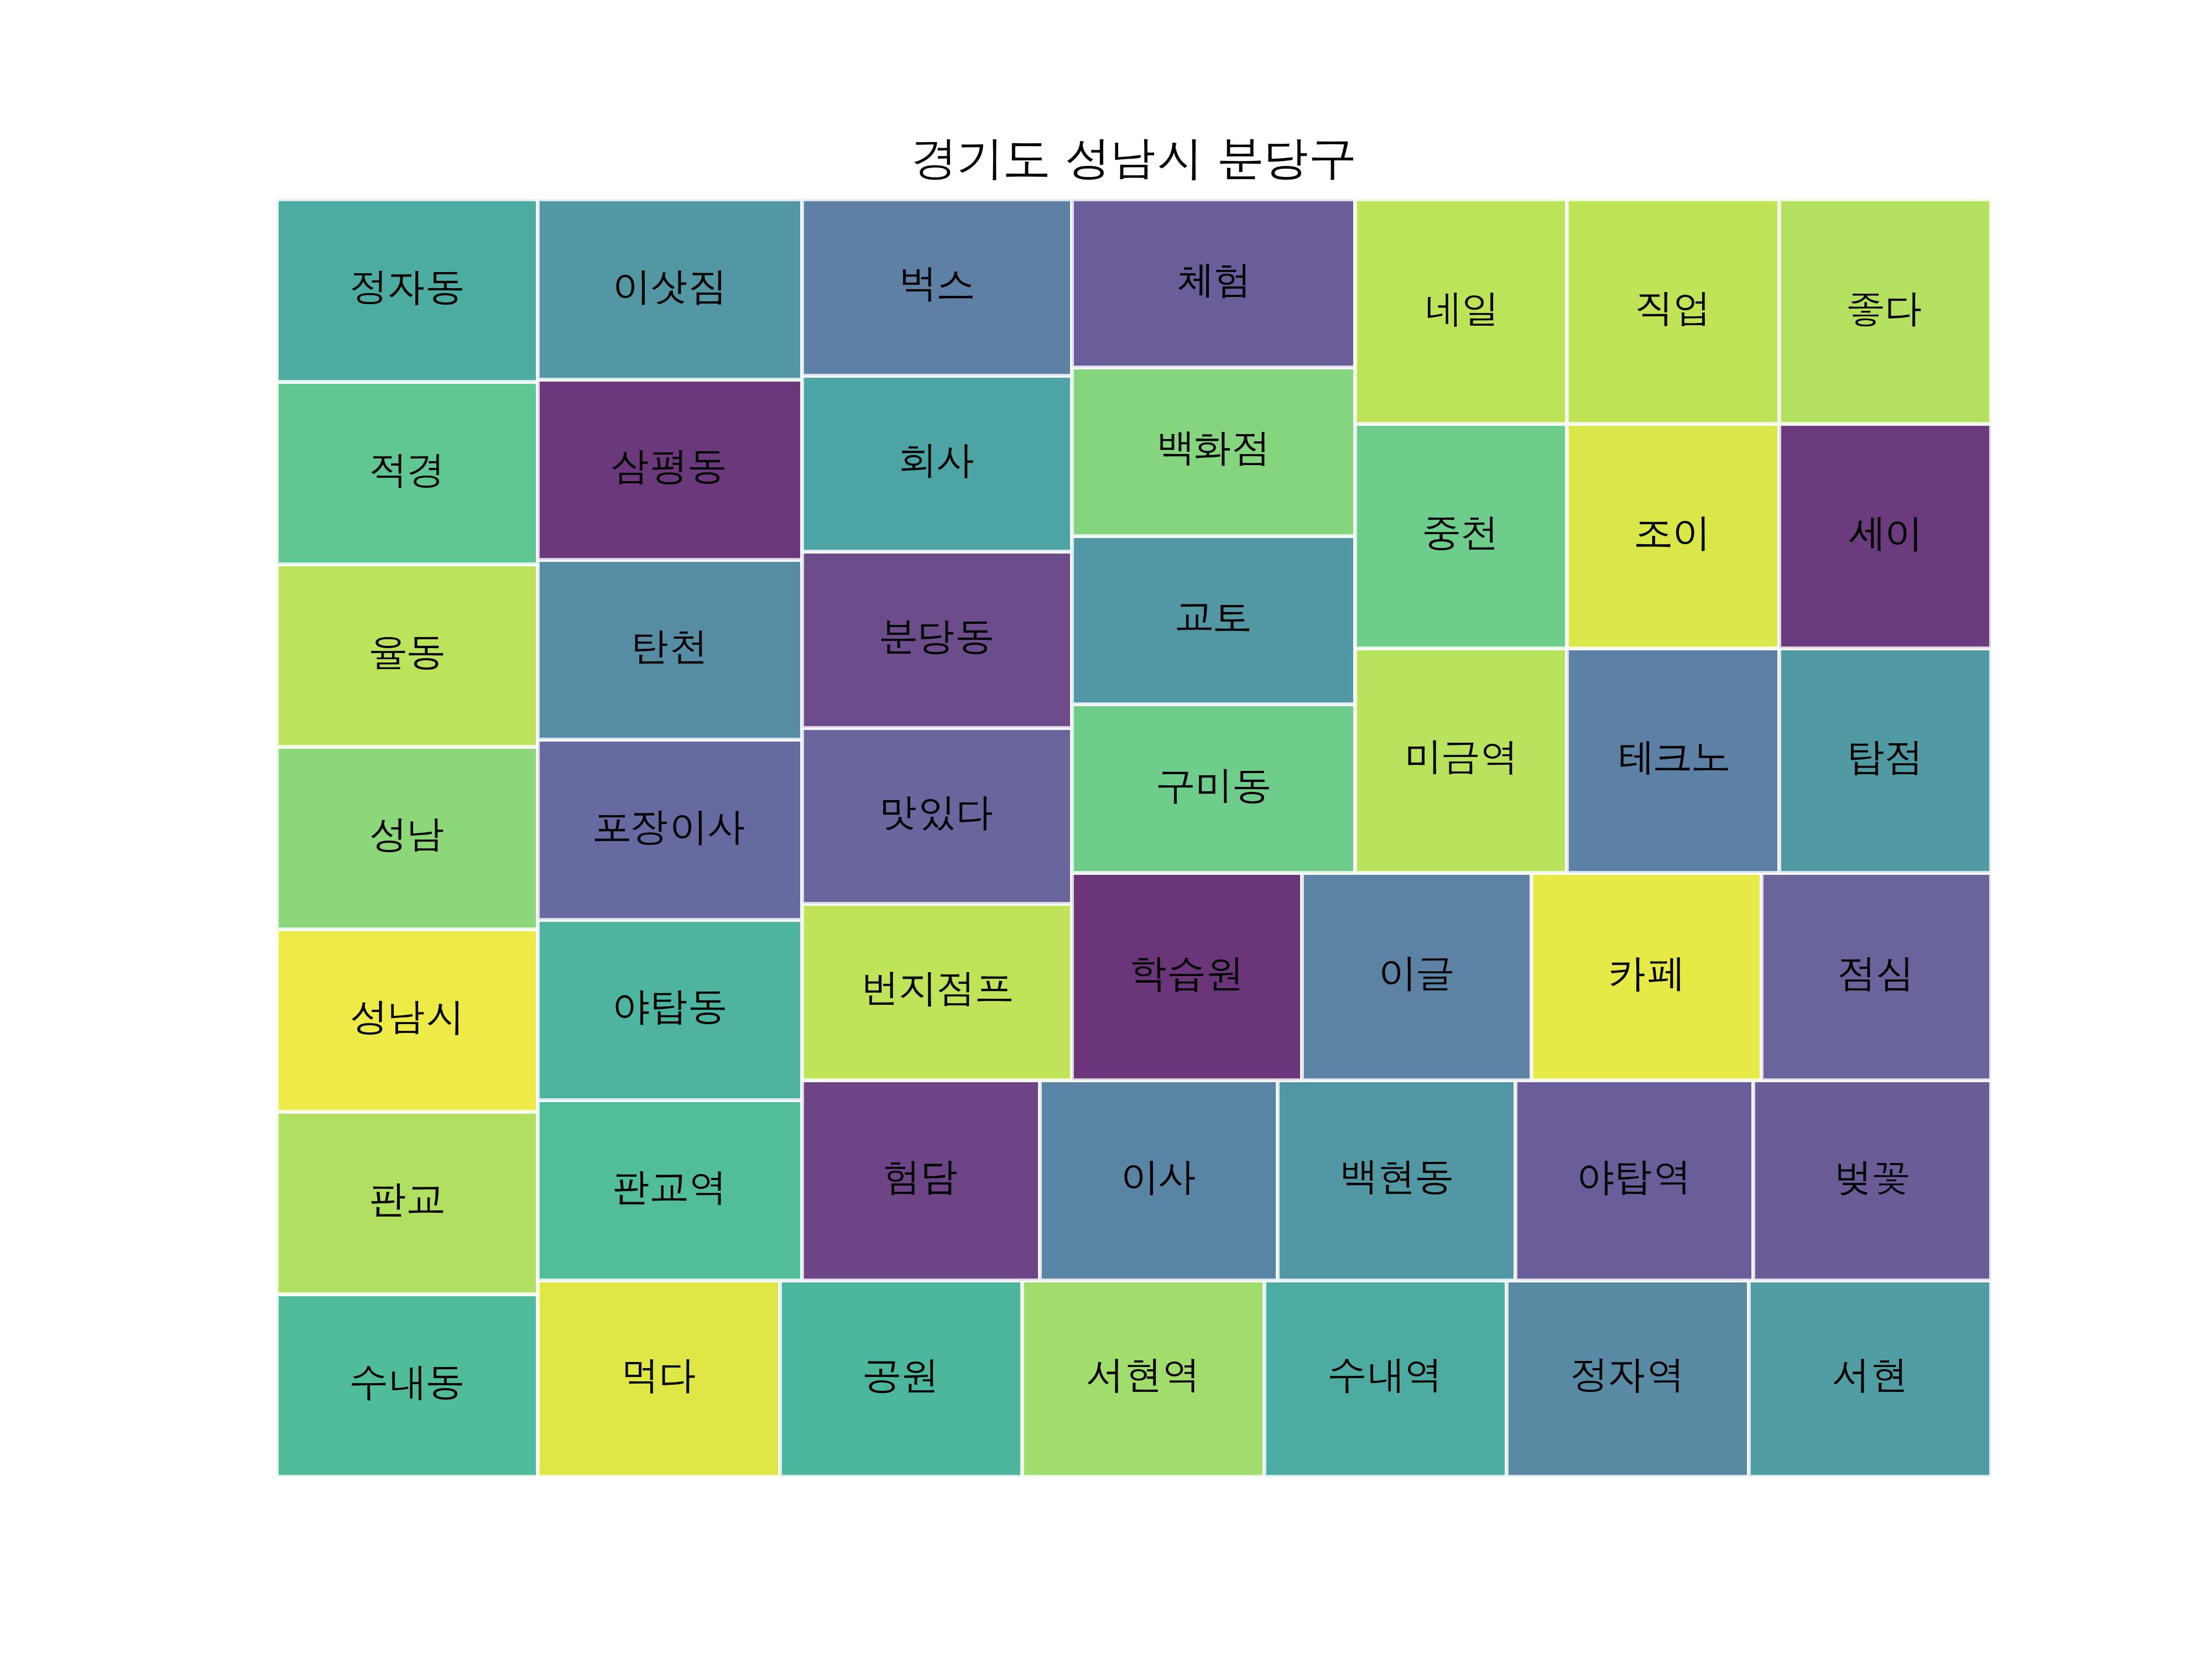 경기도 성남시 분당구
정자동
이삿짐
벅스
체험
네일
직업
좋다
적경
삼평동
회사
백화점
중천
조이
세이
율동
탄천
분당동
교토
미금역
테크노
탑점
성남
포장이사
맛있다
구미동
성남시
야탑동
번지점프
학습원
이글
카페
점심
판교
판교역
험담
이사
백현동
야탑역
벚꽃
수내동
먹다
공원
서현역
수내역
정자역
서현